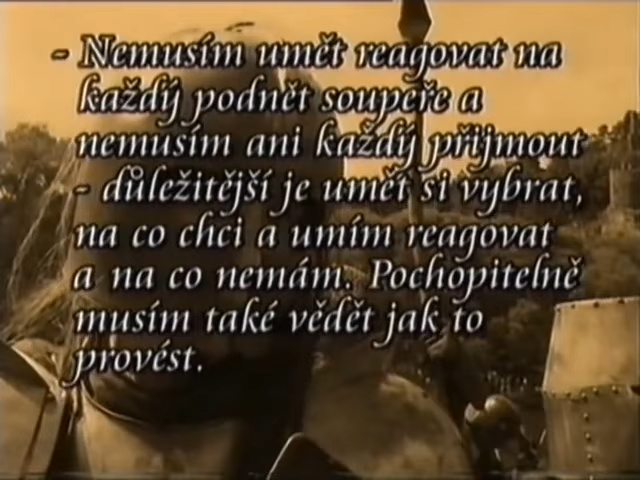 - Nemusím umět reagovat na
každý podnět soupeře a
nemusím ani každý přijmout
- důležitější je umět si vybrat,
na co chci a umím reagovat
a na co nemám. Pochopitelně
musím také vědět jak to
provést.